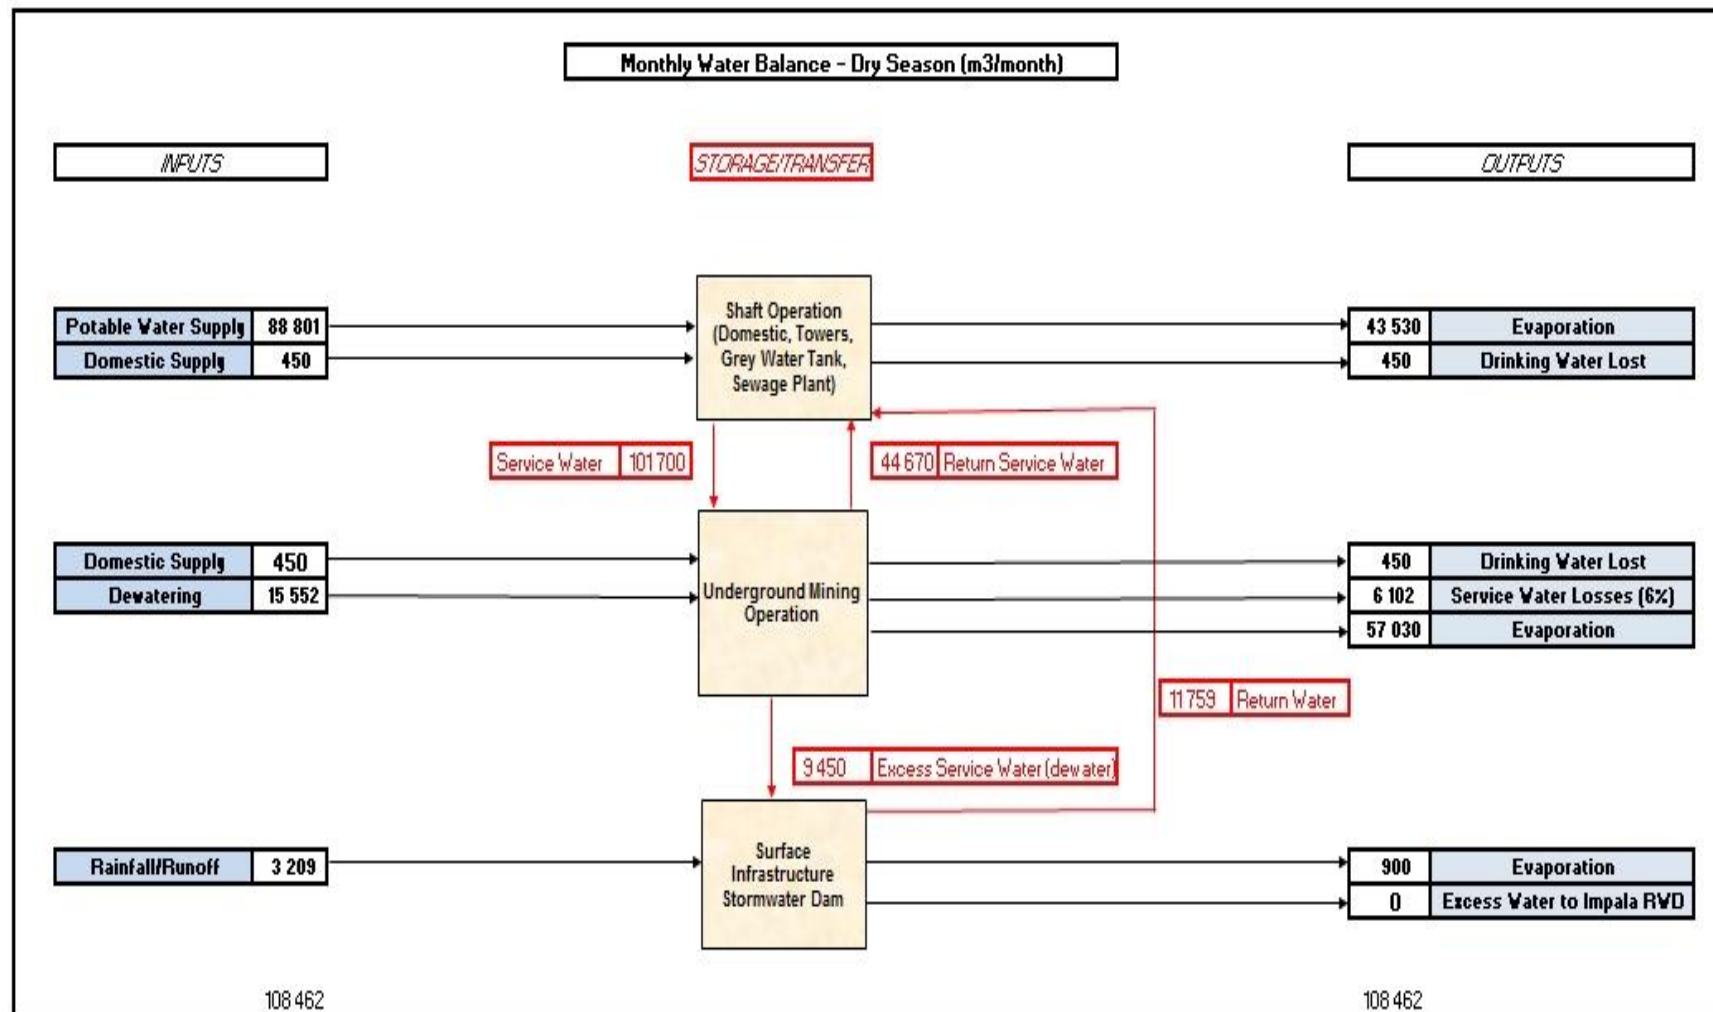 Monthly Water Balance - Dry Season (m3/month)
INPUTS
STORAGE/TRANSFER
OUTPUTS
Potable Water Supply 88 801
Domestic Supply 450
Shaft Operation
(Domestic, Towers,
Grey Water Tank,
Sewage Plant)
43 530 Evaporation
450 Drinking Water Lost
Service Water 101 700
44 670 Return Service Water
Domestic Supply 450
Dewatering 15 552
Underground Mining
Operation
450 Drinking Water Lost
6 102 Service Water Losses (6%)
57 030 Evaporation
11 759 Return Water
9 450 Excess Service Water (dewater)
Rainfall/Runoff 3 209
Surface
Infrastructure
Stormwater Dam
900 Evaporation
0 Excess Water to Impala RWD
108 462
108 462